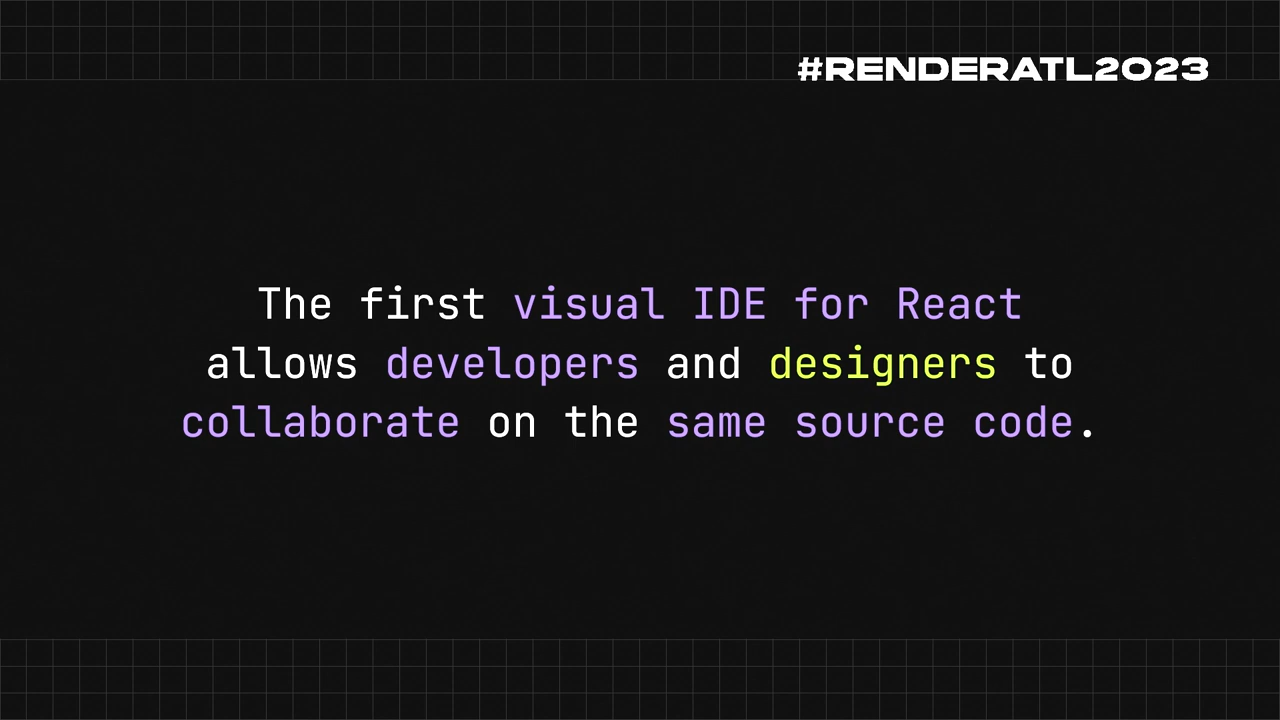 #RENDERATL2023
The first visual IDE for React
allows developers and designers to
collaborate on the same source code.